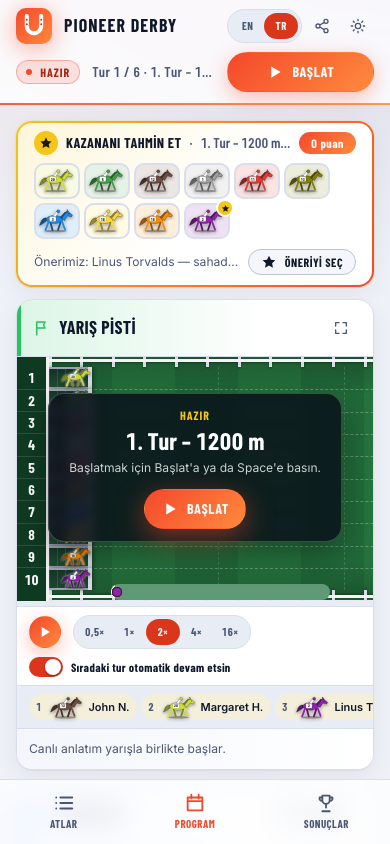 PIONEER DERBY
EN TR
HAZIR Tur 1 / 6 · 1. Tur – 1... BAŞLAT
KAZANANI TAHMİN ET · 1. Tur – 1200 m... 0 puan
Önerimiz: Linus Torvalds — sahad... ÖNERİYİ SEÇ
YARIŞ PİSTİ
1
2
3
4
5
6
7
8
9
10
HAZIR
1. Tur – 1200 m
Başlatmak için Başlat'a ya da Space'e basın.
BAŞLAT
0,5× 1× 2× 4× 16×
Sıradaki tur otomatik devam etsin
1 John N. 2 Margaret H. 3 Linus T
Canlı anlatım yarışla birlikte başlar.
ATLAR PROGRAM SONUÇLAR